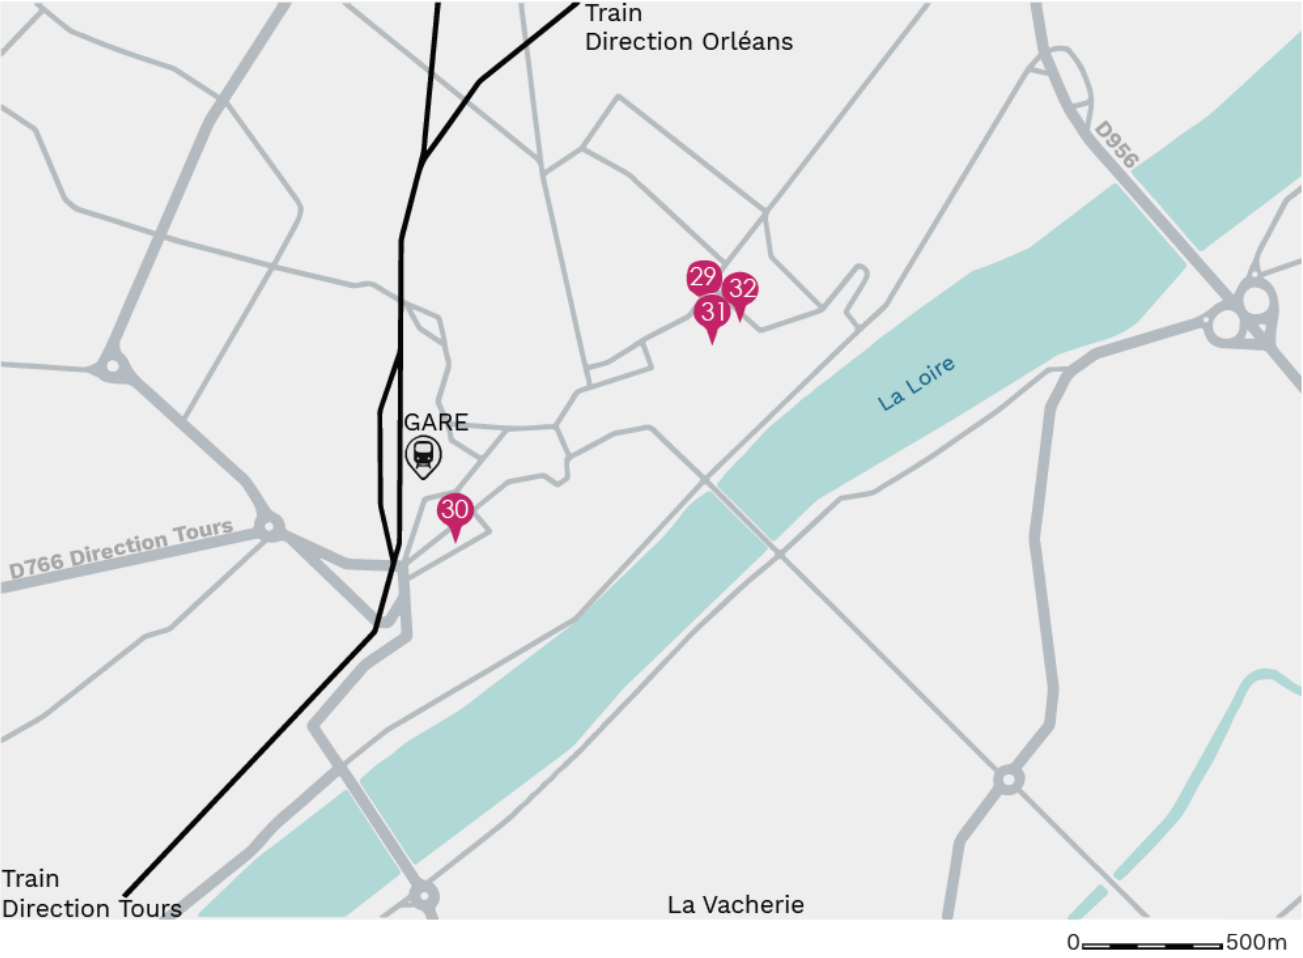 Train
Direction Orléans
D956
29
32
31
La Loire
GARE
30
D766 Direction Tours
Train
Direction Tours
La Vacherie
0
500m